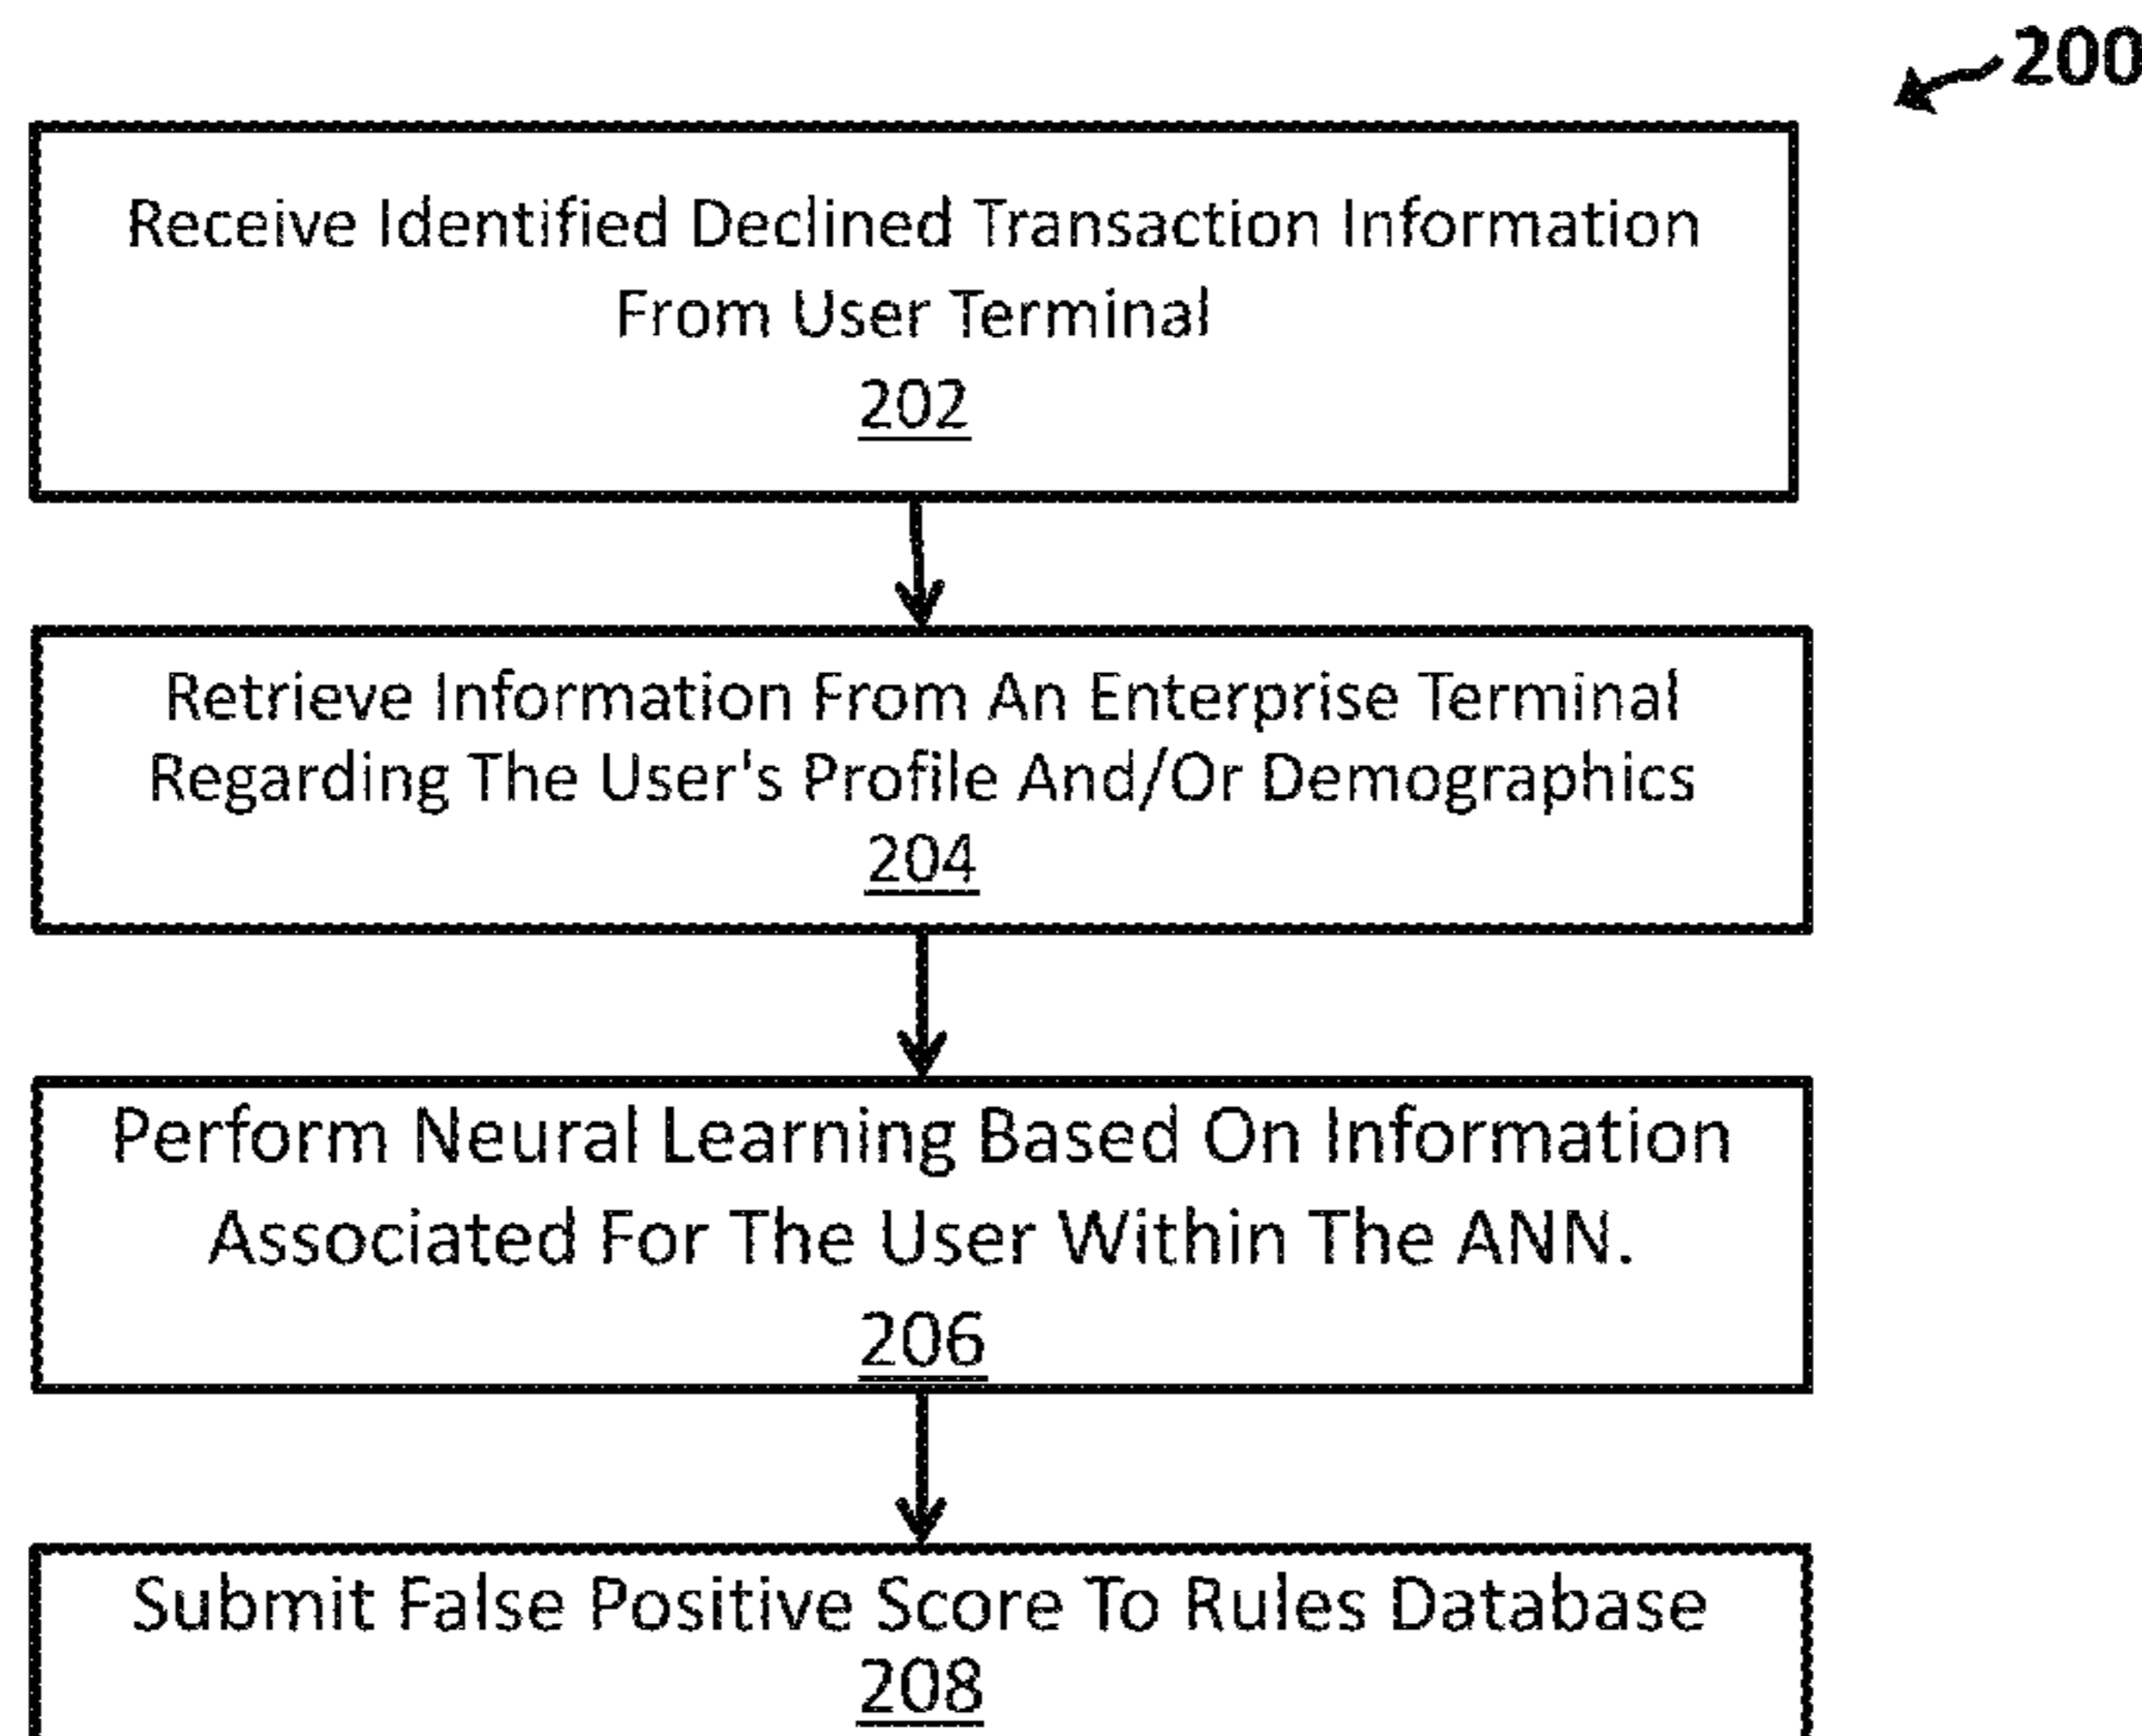 200
Receive Identified Declined Transaction Information
From User Terminal
202
Retrieve Information From An Enterprise Terminal
Regarding The User's Profile And/Or Demographics
204
Perform Neural Learning Based On Information
Associated For The User Within The ANN.
206
Submit False Positive Score To Rules Database
208